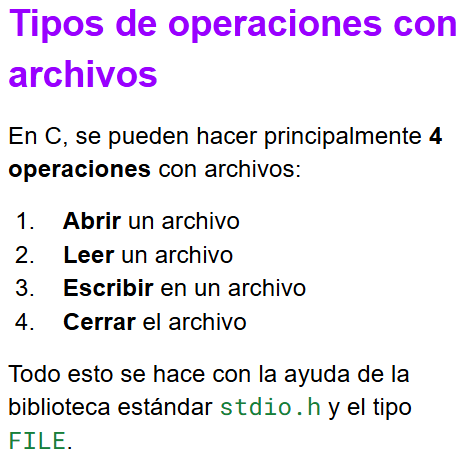 Tipos de operaciones con
archivos
En C, se pueden hacer principalmente 4
operaciones con archivos:
1. Abrir un archivo
2. Leer un archivo
3. Escribir en un archivo
4. Cerrar el archivo
Todo esto se hace con la ayuda de la
biblioteca estándar stdio.h y el tipo
FILE.